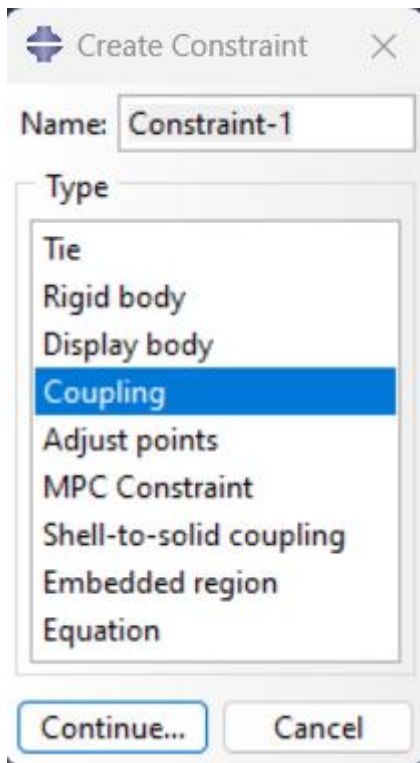 Create Constraint
Name: Constraint-1
Type
Tie
Rigid body
Display body
Coupling
Adjust points
MPC Constraint
Shell-to-solid coupling
Embedded region
Equation
Continue... Cancel